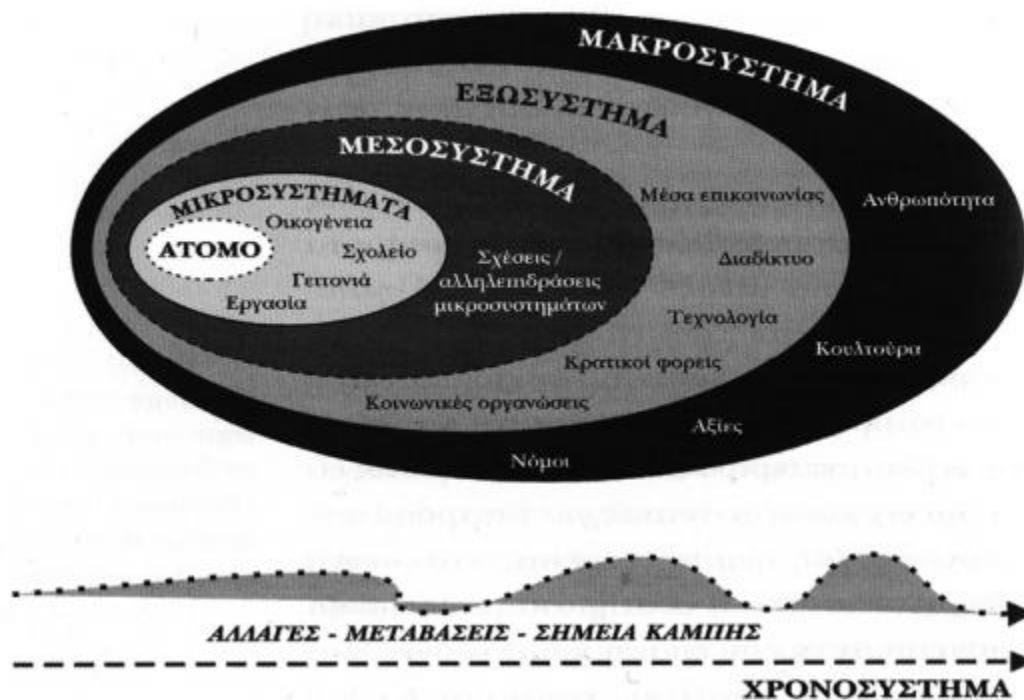 ΜΑΚΡΟΣΥΣΤΗΜΑ
ΕΞΩΣΥΣΤΗΜΑ
ΜΕΣΟΣΥΣΤΗΜΑ
ΜΙΚΡΟΣΥΣΤΗΜΑΤΑ
ΑΤΟΜΟ
Οικογένεια
Σχολείο
Γειτονιά
Εργασία
Σχέσεις /
αλληλεπιδράσεις
μικροσυστημάτων
Μέσα επικοινωνίας
Διαδίκτυο
Τεχνολογία
Κρατικοί φορείς
Κοινωνικές οργανώσεις
Ανθρωπότητα
Κουλτούρα
Αξίες
Νόμοι
ΑΛΛΑΓΕΣ - ΜΕΤΑΒΑΣΕΙΣ - ΣΗΜΕΙΑ ΚΑΜΠΗΣ
ΧΡΟΝΟΣΥΣΤΗΜΑ